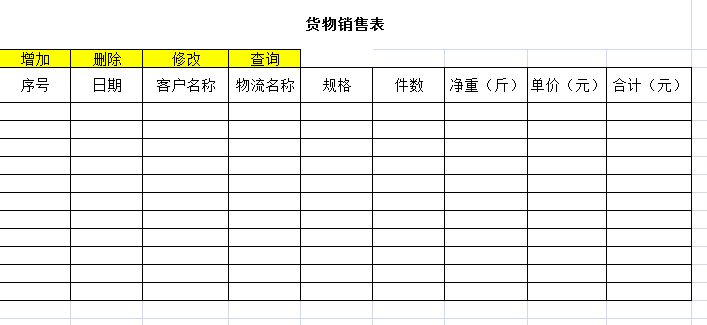 货物销售表
增加 删除 修改 查询
序号 日期 客户名称 物流名称 规格 件数 净重（斤） 单价（元） 合计（元）